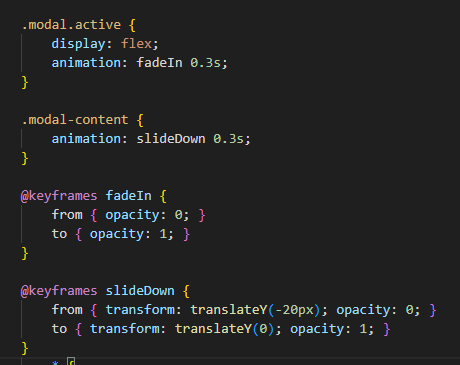 .modal.active {
    display: flex;
    animation: fadeIn 0.3s;
}

.modal-content {
    animation: slideDown 0.3s;
}

@keyframes fadeIn {
    from { opacity: 0; }
    to { opacity: 1; }
}

@keyframes slideDown {
    from { transform: translateY(-20px); opacity: 0; }
    to { transform: translateY(0); opacity: 1; }
}
    * {